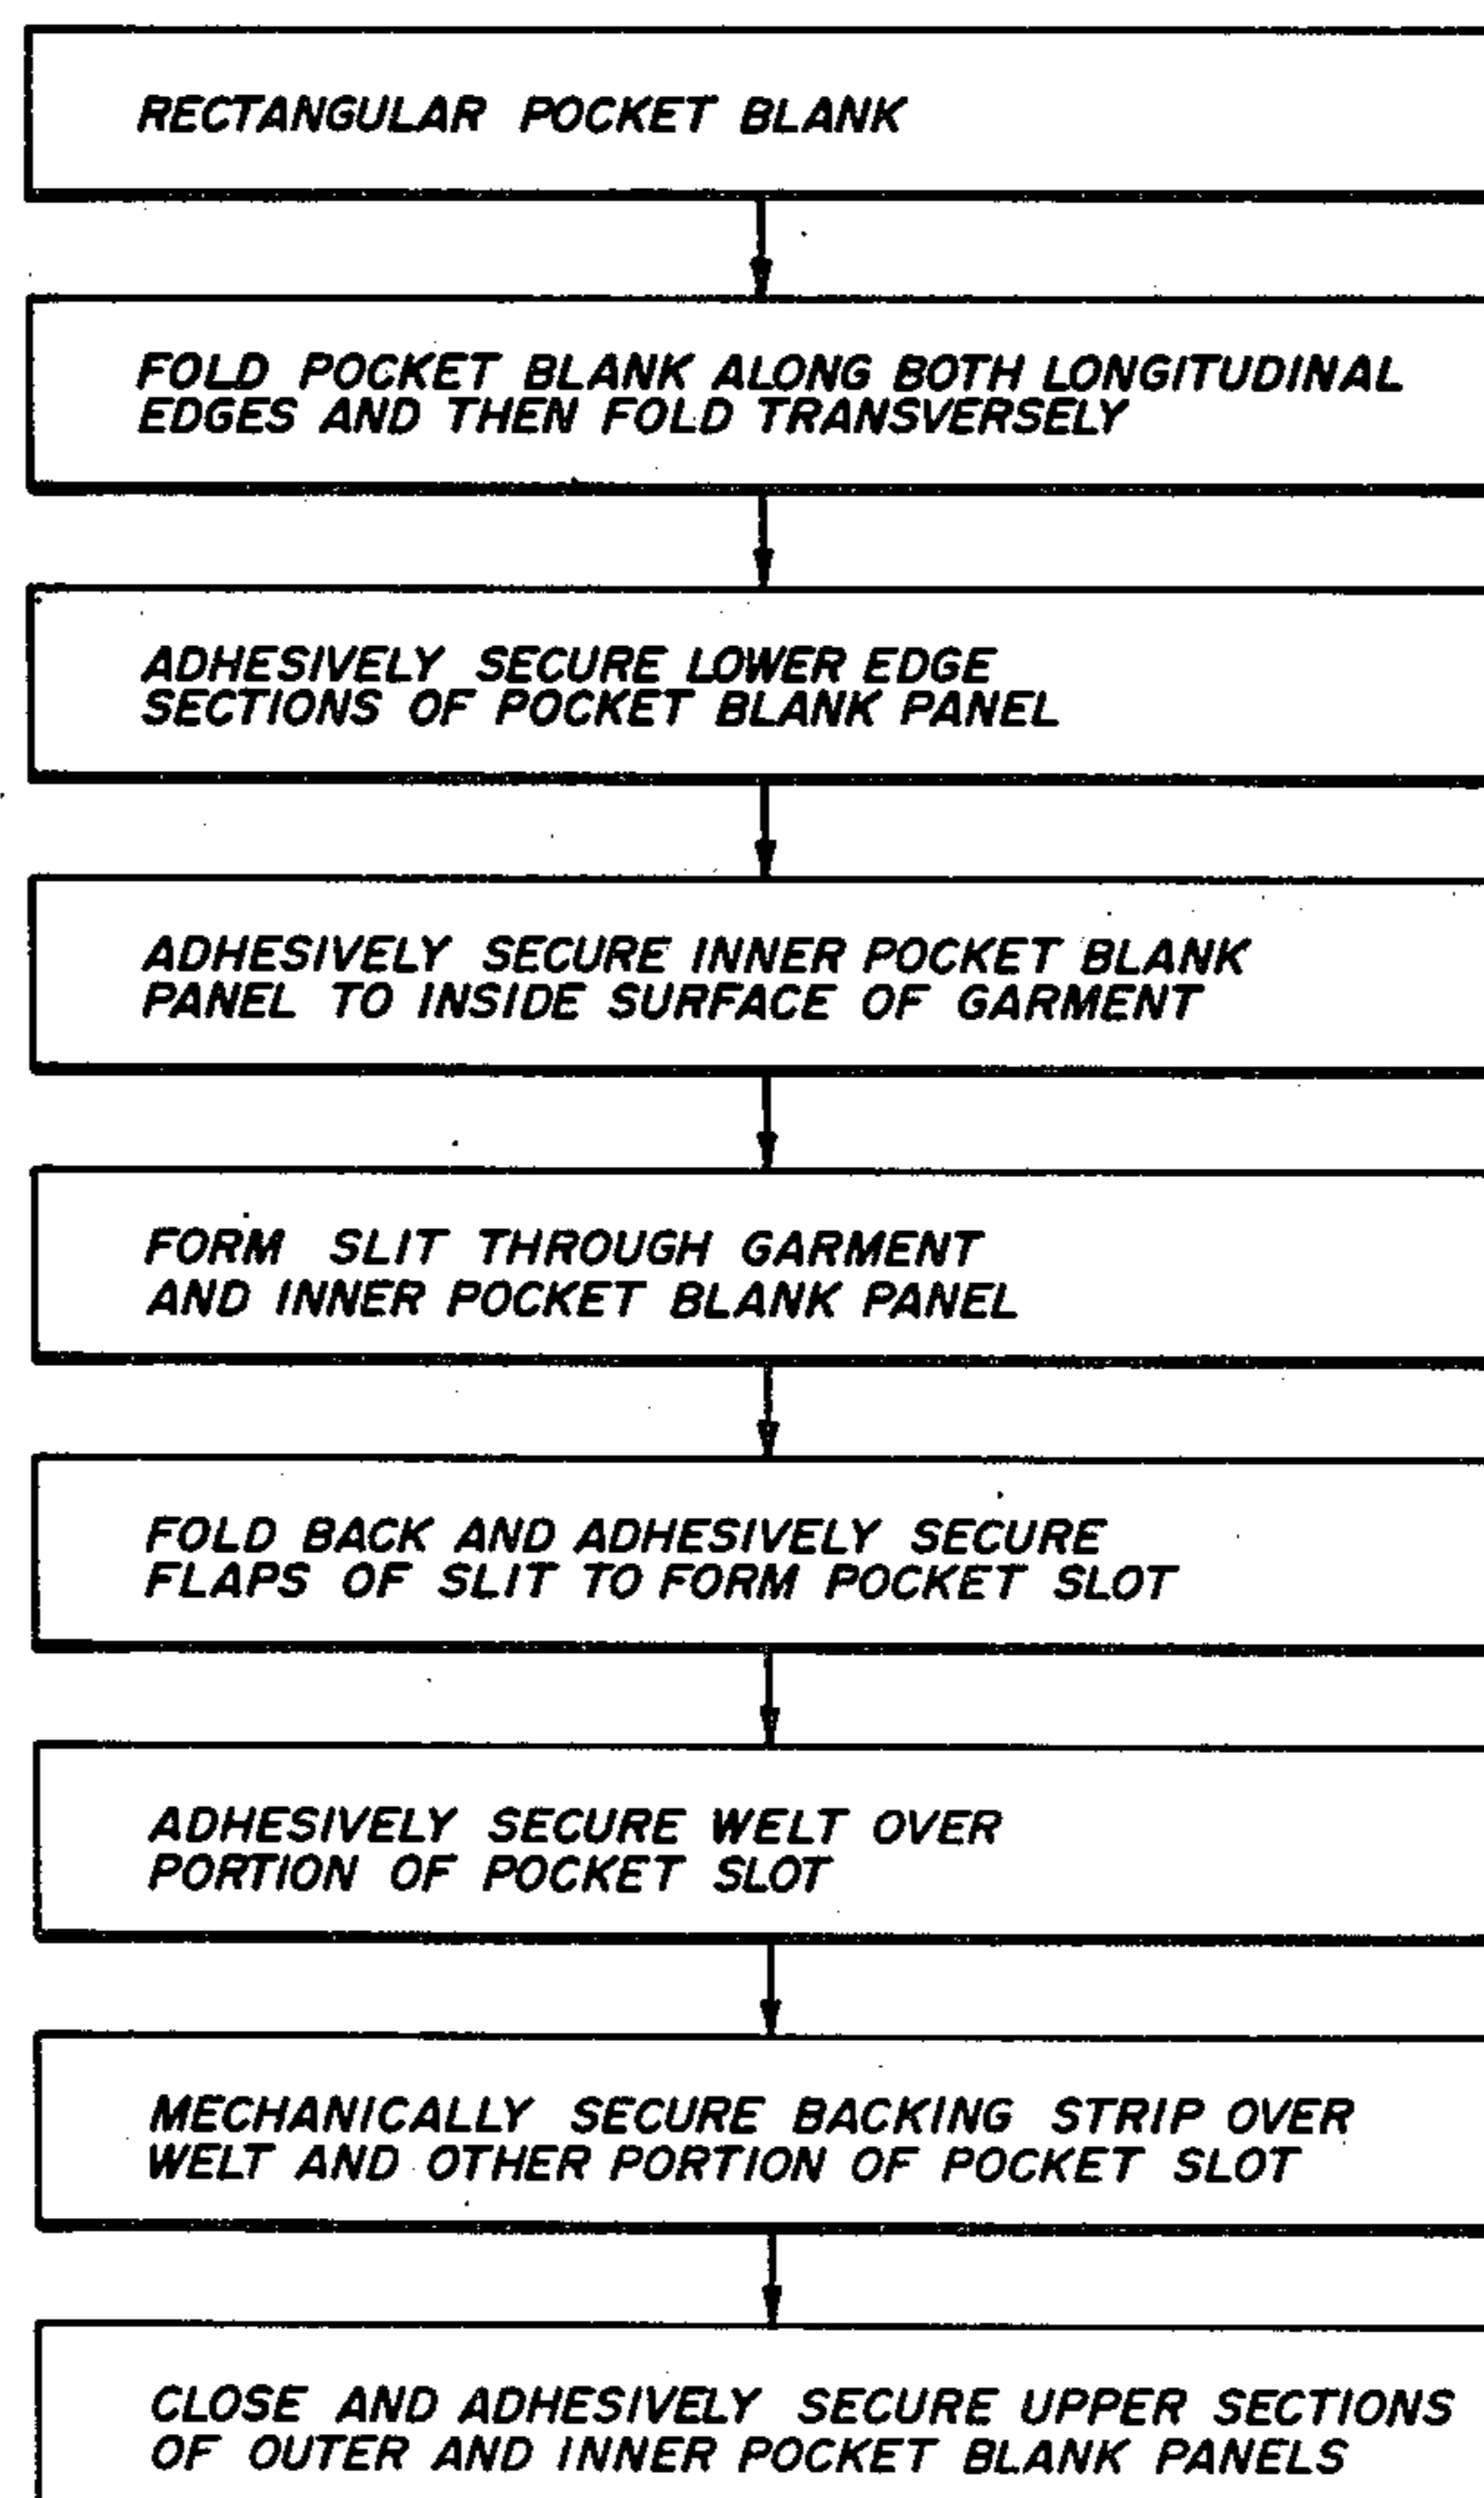 RECTANGULAR POCKET BLANK
FOLD POCKET BLANK ALONG BOTH LONGITUDINAL
EDGES AND THEN FOLD TRANSVERSELY
ADHESIVELY SECURE LOWER EDGE
SECTIONS OF POCKET BLANK PANEL
ADHESIVELY SECURE INNER POCKET BLANK
PANEL TO INSIDE SURFACE OF GARMENT
FORM SLIT THROUGH GARMENT
AND INNER POCKET BLANK PANEL
FOLD BACK AND ADHESIVELY SECURE
FLAPS OF SLIT TO FORM POCKET SLOT
ADHESIVELY SECURE WELT OVER
PORTION OF POCKET SLOT
MECHANICALLY SECURE BACKING STRIP OVER
WELT AND OTHER PORTION OF POCKET SLOT
CLOSE AND ADHESIVELY SECURE UPPER SECTIONS
OF OUTER AND INNER POCKET BLANK PANELS